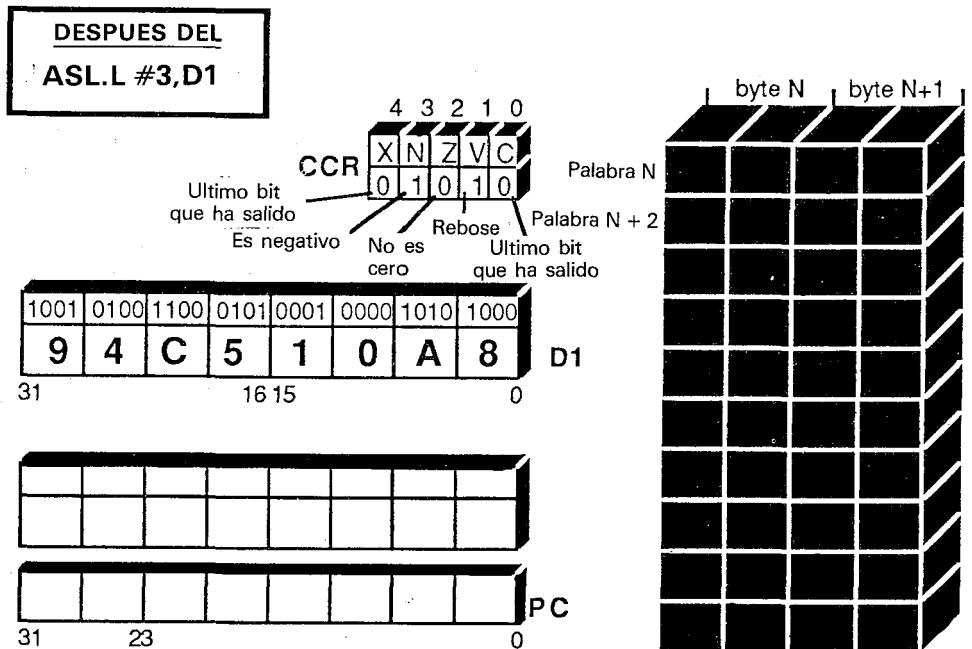 DESPUES DEL
ASL.L #3,D1
4 3 2 1 0
CCR
X N Z V C
0 1 0 1 0
Ultimo bit
que ha salido
Es negativo
No es
cero
Rebose
Ultimo bit
que ha salido
1001 0100 1100 0101 0001 0000 1010 1000
9 4 C 5 1 0 A 8
D1
31 16 15 0
PC
31 23 0
byte N byte N+1
Palabra N
Palabra N + 2